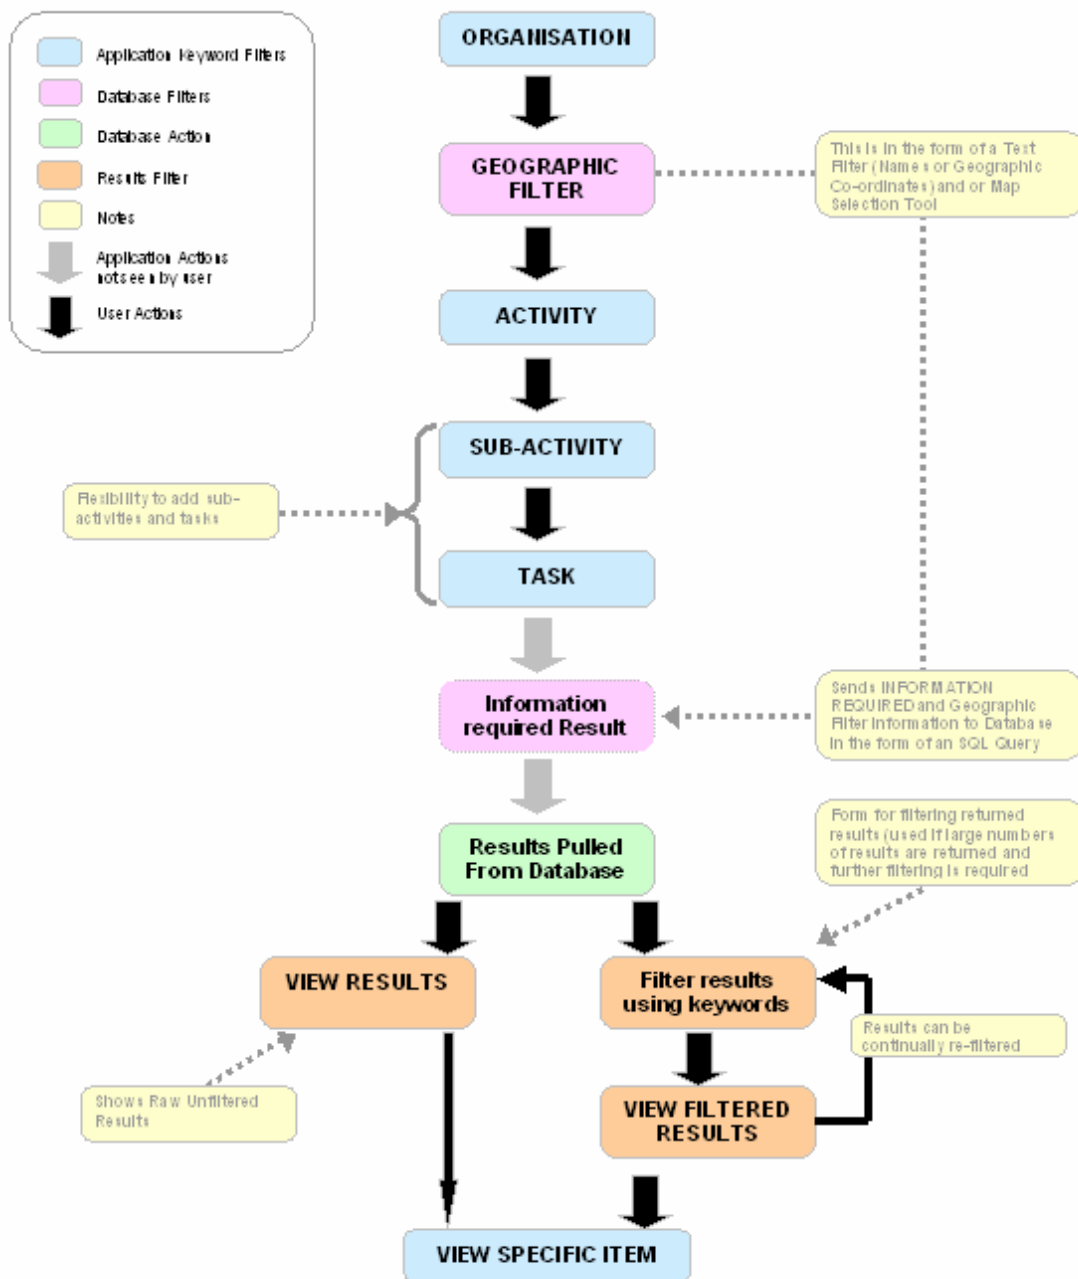 Application Keyword Filters
Database Filters
Database Action
Results Filter
Notes
Application Actions
not seen by user
User Actions
ORGANISATION
GEOGRAPHIC
FILTER
This is in the form of a Text
Filter (Names or Geographic
Co-ordinates) and or Map
Selection Tool
ACTIVITY
SUB-ACTIVITY
Flexibility to add sub-
activities and tasks
TASK
Information
required Result
Sends INFORMATION
REQUIRED and Geographic
Filter Information to Database
in the form of an SQL Query
Results Pulled
From Database
Form for filtering returned
results (used if large numbers
of results are returned and
further filtering is required
VIEW RESULTS
Filter results
using keywords
Results can be
continually re-filtered
Shows Raw Unfiltered
Results
VIEW FILTERED
RESULTS
VIEW SPECIFIC ITEM